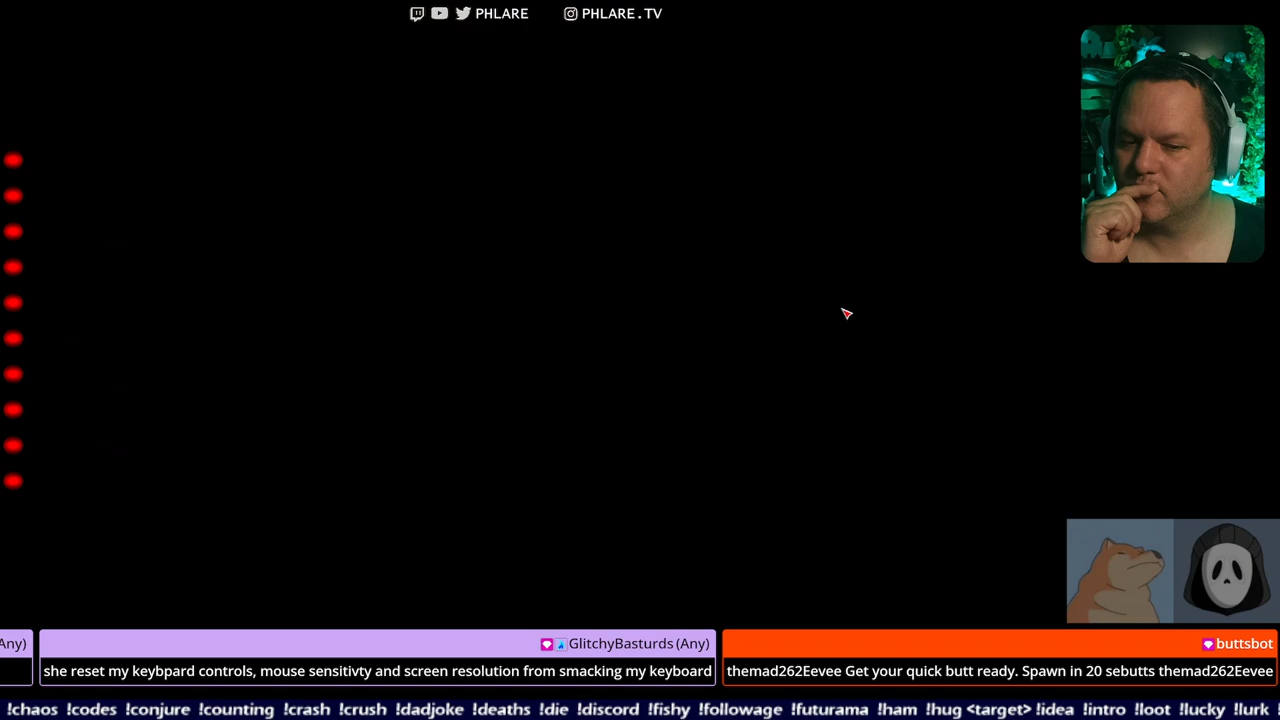 PHLARE PHLARE.TV
Any) GlitchyBasturds (Any) buttsbot
she reset my keybpard controls, mouse sensitivty and screen resolution from smacking my keyboard
themad262Eevee Get your quick butt ready. Spawn in 20 sebutts themad262Eevee
!chaos !codes !conjure !counting !crash !crush !dadjoke !deaths !die !discord !fishy !followage !futurama !ham !hug <target> !idea !intro !loot !lucky !lurk